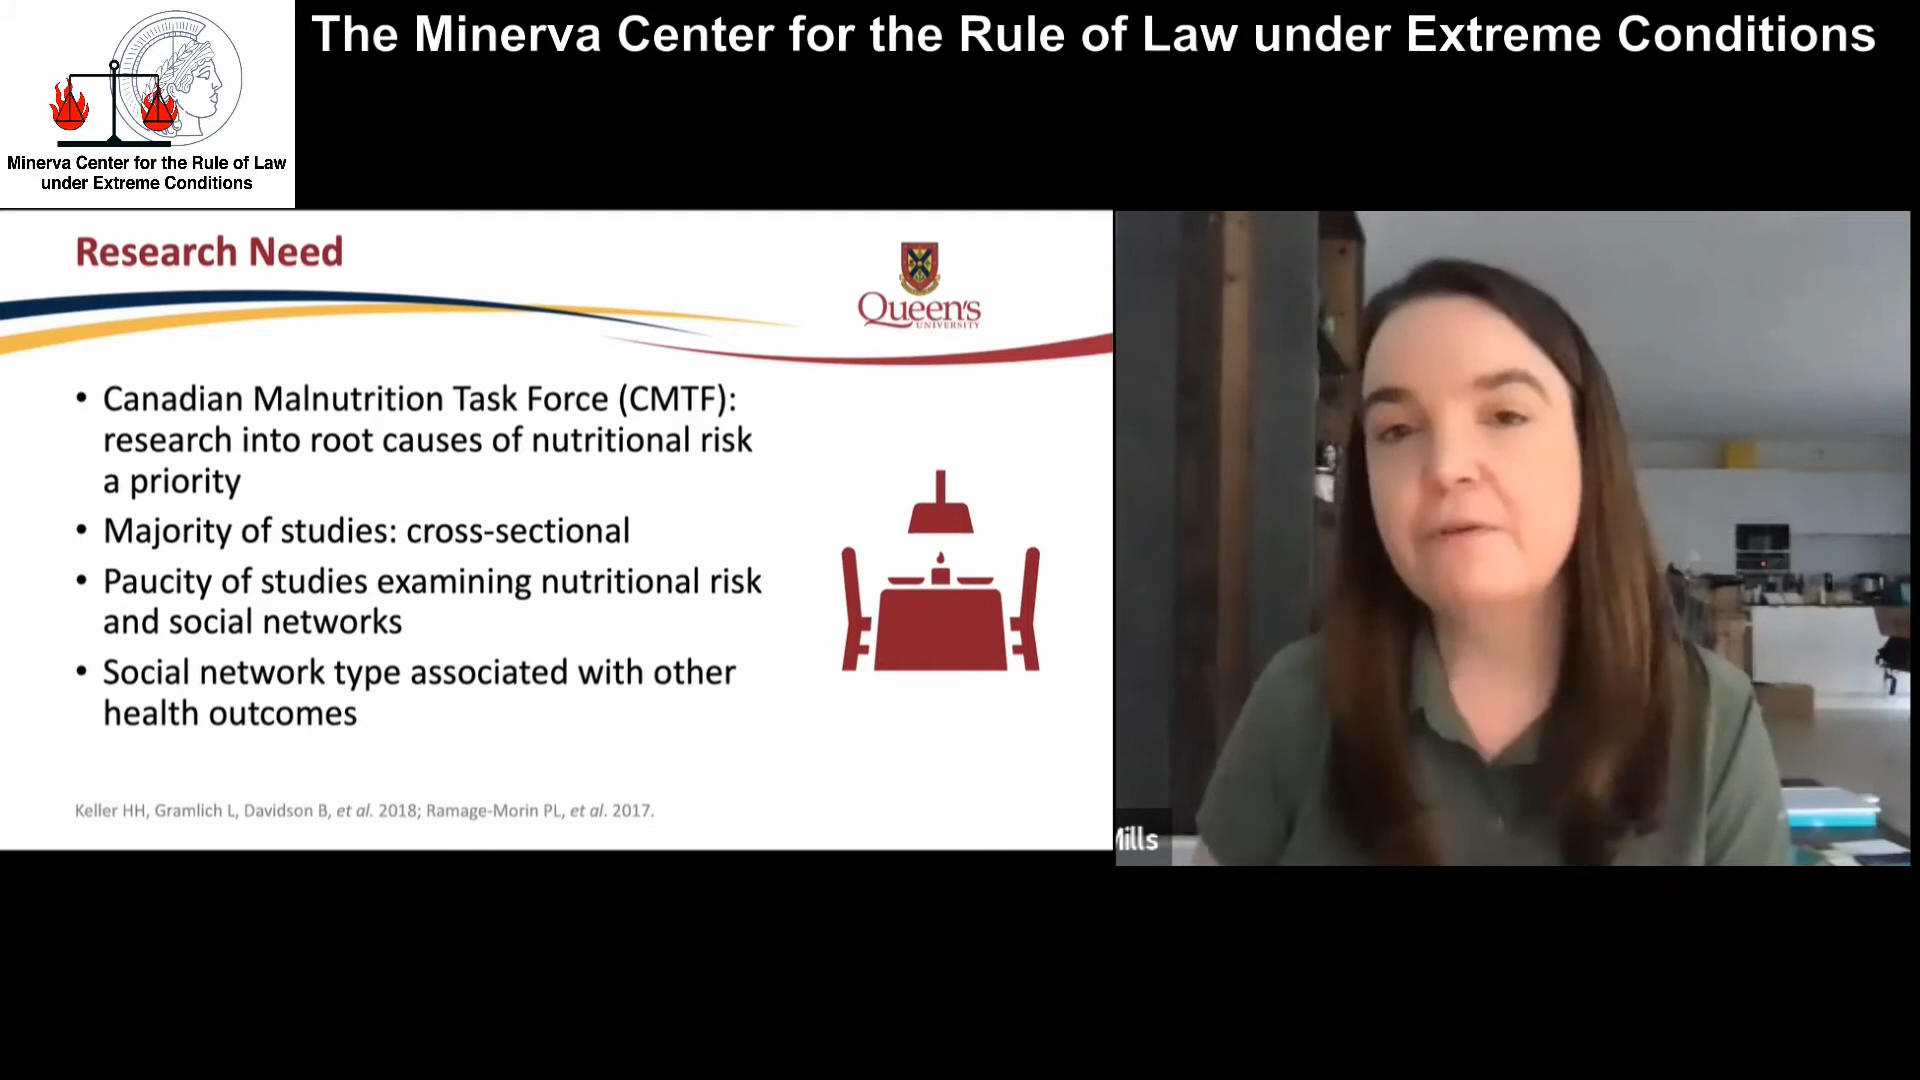 The Minerva Center for the Rule of Law under Extreme Conditions
Minerva Center for the Rule of Law
under Extreme Conditions
Research Need
Queen's
UNIVERSITY
• Canadian Malnutrition Task Force (CMTF):
research into root causes of nutritional risk
a priority
• Majority of studies: cross-sectional
• Paucity of studies examining nutritional risk
and social networks
• Social network type associated with other
health outcomes
Keller HH, Gramlich L, Davidson B, et al. 2018; Ramage-Morin PL, et al. 2017.
Mills